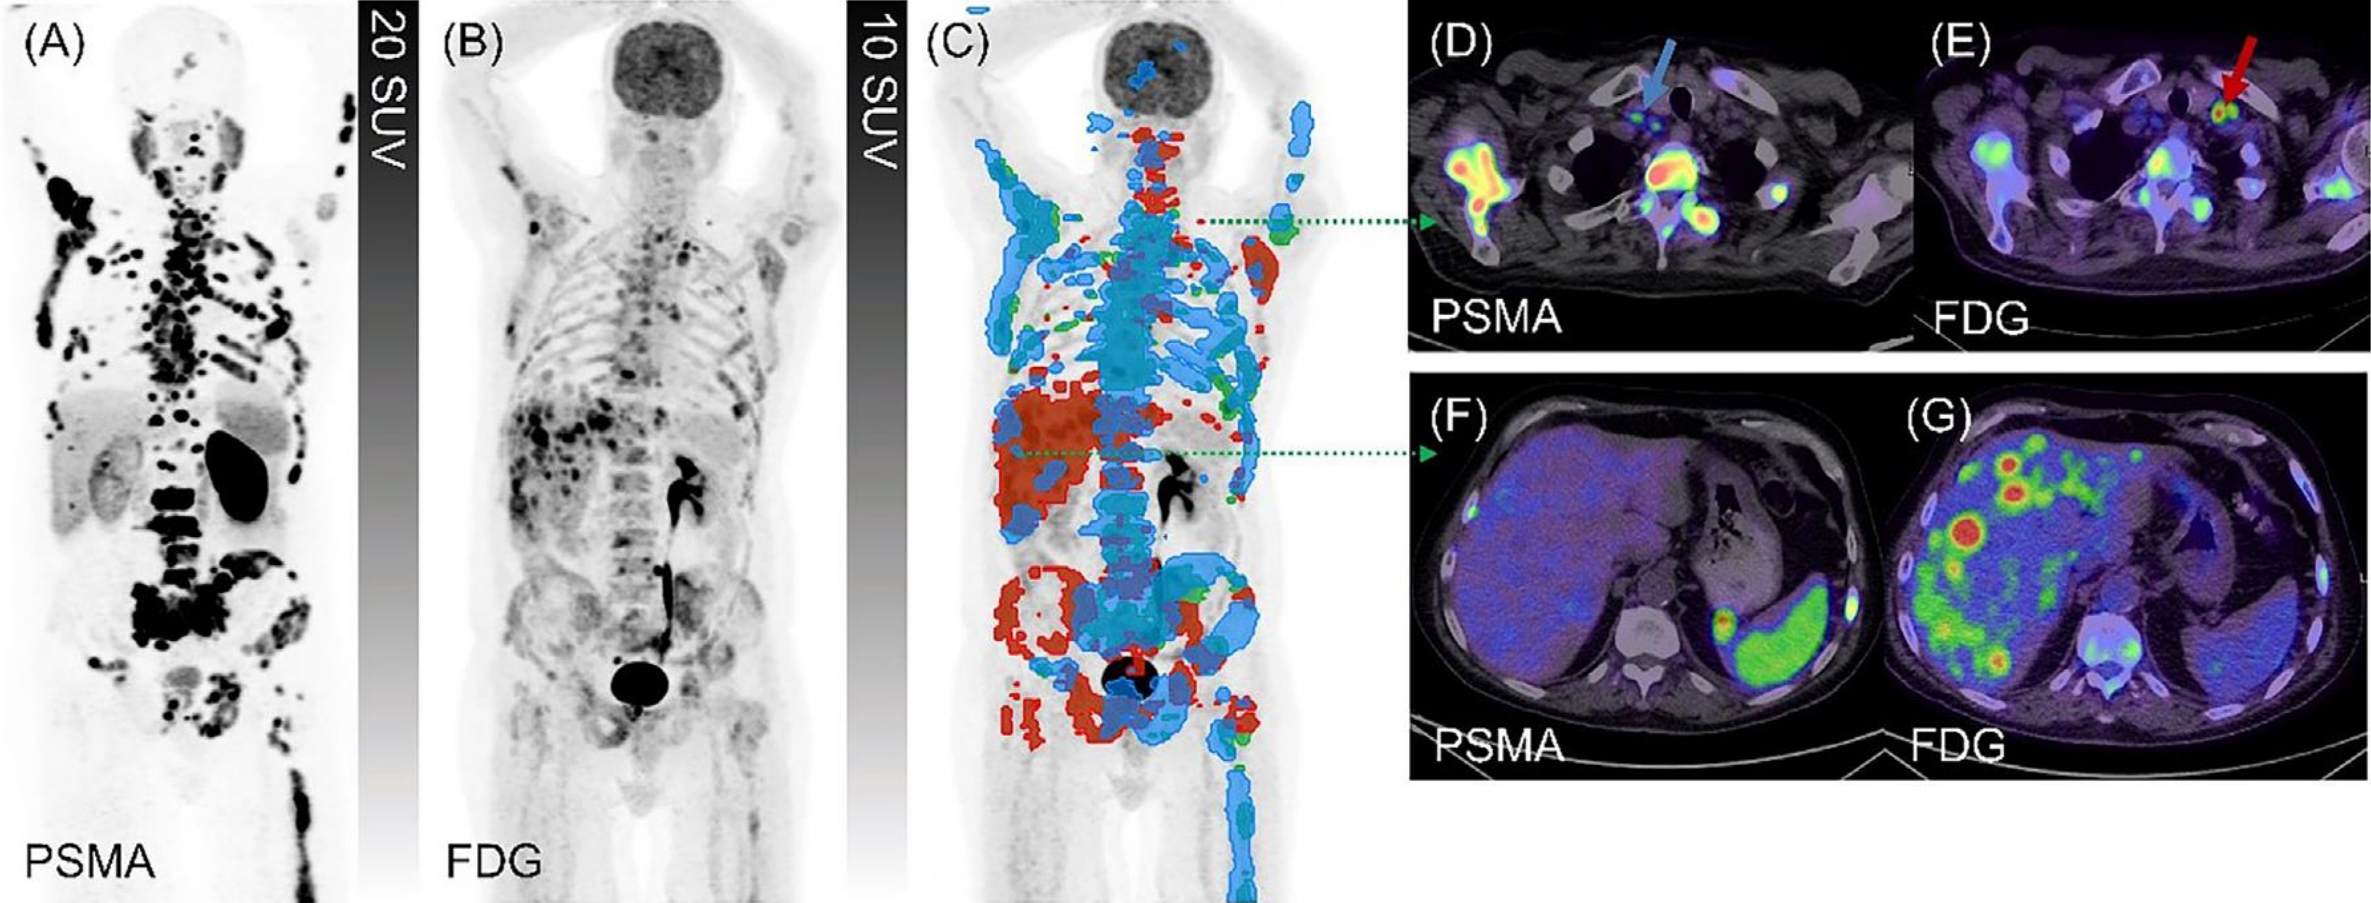 (A)
20 SUV
(B)
10 SUV
(C)
(D)
(E)
PSMA
FDG
(F)
(G)
PSMA
FDG
PSMA
FDG